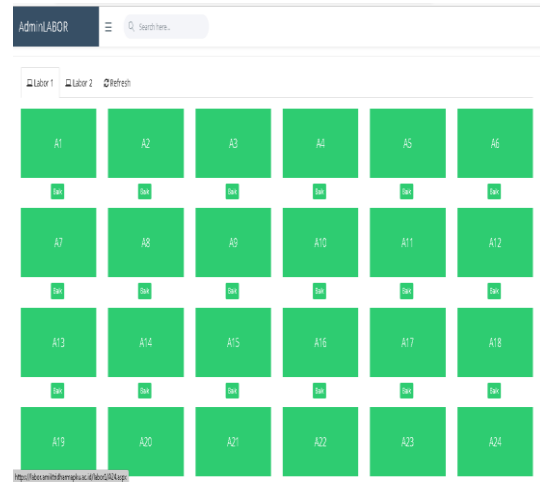 AdminLABOR
Search here...
Labor 1 Labor 2 Refresh
A1 A2 A3 A4 A5 A6
Baik Baik Baik Baik Baik Baik
A7 A8 A9 A10 A11 A12
Baik Baik Baik Baik Baik Baik
A13 A14 A15 A16 A17 A18
Baik Baik Baik Baik Baik Baik
A19 A20 A21 A22 A23 A24